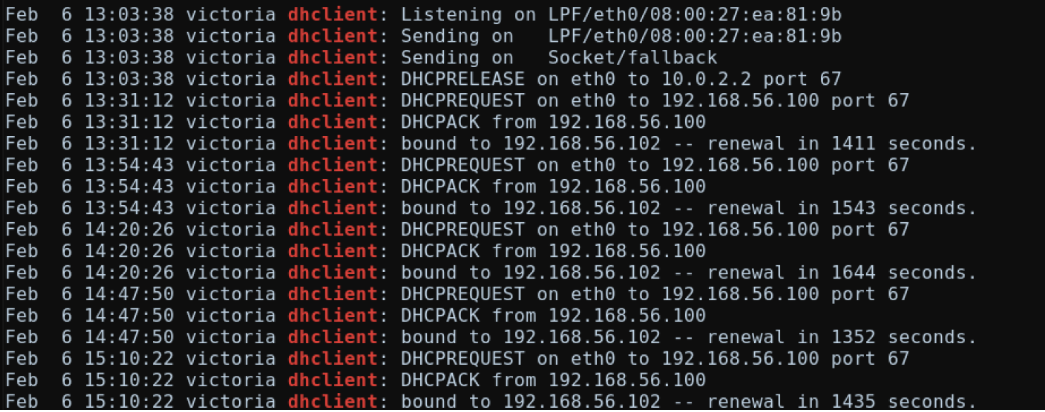 Feb  6 13:03:38 victoria dhclient: Listening on LPF/eth0/08:00:27:ea:81:9b
Feb  6 13:03:38 victoria dhclient: Sending on   LPF/eth0/08:00:27:ea:81:9b
Feb  6 13:03:38 victoria dhclient: Sending on   Socket/fallback
Feb  6 13:03:38 victoria dhclient: DHCPRELEASE on eth0 to 10.0.2.2 port 67
Feb  6 13:31:12 victoria dhclient: DHCPREQUEST on eth0 to 192.168.56.100 port 67
Feb  6 13:31:12 victoria dhclient: DHCPACK from 192.168.56.100
Feb  6 13:31:12 victoria dhclient: bound to 192.168.56.102 -- renewal in 1411 seconds.
Feb  6 13:54:43 victoria dhclient: DHCPREQUEST on eth0 to 192.168.56.100 port 67
Feb  6 13:54:43 victoria dhclient: DHCPACK from 192.168.56.100
Feb  6 13:54:43 victoria dhclient: bound to 192.168.56.102 -- renewal in 1543 seconds.
Feb  6 14:20:26 victoria dhclient: DHCPREQUEST on eth0 to 192.168.56.100 port 67
Feb  6 14:20:26 victoria dhclient: DHCPACK from 192.168.56.100
Feb  6 14:20:26 victoria dhclient: bound to 192.168.56.102 -- renewal in 1644 seconds.
Feb  6 14:47:50 victoria dhclient: DHCPREQUEST on eth0 to 192.168.56.100 port 67
Feb  6 14:47:50 victoria dhclient: DHCPACK from 192.168.56.100
Feb  6 14:47:50 victoria dhclient: bound to 192.168.56.102 -- renewal in 1352 seconds.
Feb  6 15:10:22 victoria dhclient: DHCPREQUEST on eth0 to 192.168.56.100 port 67
Feb  6 15:10:22 victoria dhclient: DHCPACK from 192.168.56.100
Feb  6 15:10:22 victoria dhclient: bound to 192.168.56.102 -- renewal in 1435 seconds.